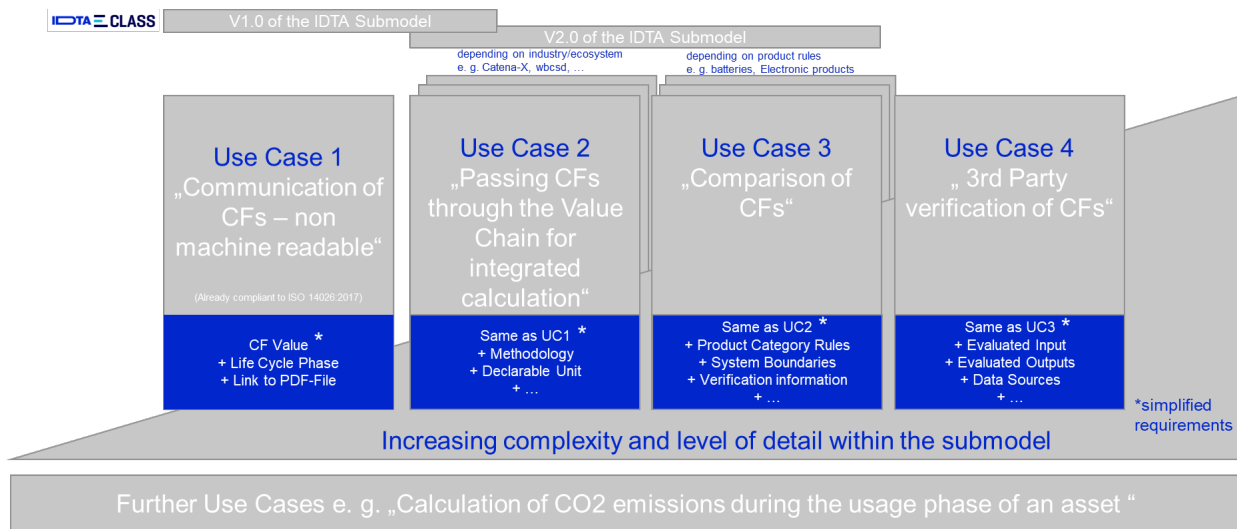 IDTA ECLASS
V1.0 of the IDTA Submodel
V2.0 of the IDTA Submodel
depending on industry/ecosystem
e. g. Catena-X, wbcsd, …
depending on product rules
e. g. batteries, Electronic products
Use Case 1
„Communication of
CFs – non
machine readable“
(Already compliant to ISO 14026:2017)
CF Value *
+ Life Cycle Phase
+ Link to PDF-File
Use Case 2
„Passing CFs
through the Value
Chain for
integrated
calculation“
Same as UC1 *
+ Methodology
+ Declarable Unit
+ …
Use Case 3
„Comparison of
CFs“
Same as UC2 *
+ Product Category Rules
+ System Boundaries
+ Verification information
+ …
Use Case 4
„ 3rd Party
verification of CFs“
Same as UC3 *
+ Evaluated Input
+ Evaluated Outputs
+ Data Sources
+ …
*simplified
requirements
Increasing complexity and level of detail within the submodel
Further Use Cases e. g. „Calculation of CO2 emissions during the usage phase of an asset “